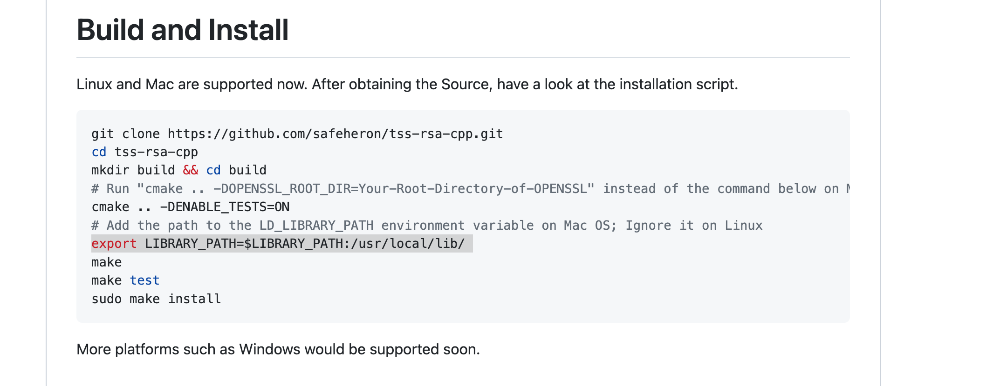 Build and Install
Linux and Mac are supported now. After obtaining the Source, have a look at the installation script.
git clone https://github.com/safeheron/tss-rsa-cpp.git
cd tss-rsa-cpp
mkdir build && cd build
# Run "cmake .. -DOPENSSL_ROOT_DIR=Your-Root-Directory-of-OPENSSL" instead of the command below on
cmake .. -DENABLE_TESTS=ON
# Add the path to the LD_LIBRARY_PATH environment variable on Mac OS; Ignore it on Linux
export LIBRARY_PATH=$LIBRARY_PATH:/usr/local/lib/
make
make test
sudo make install
More platforms such as Windows would be supported soon.